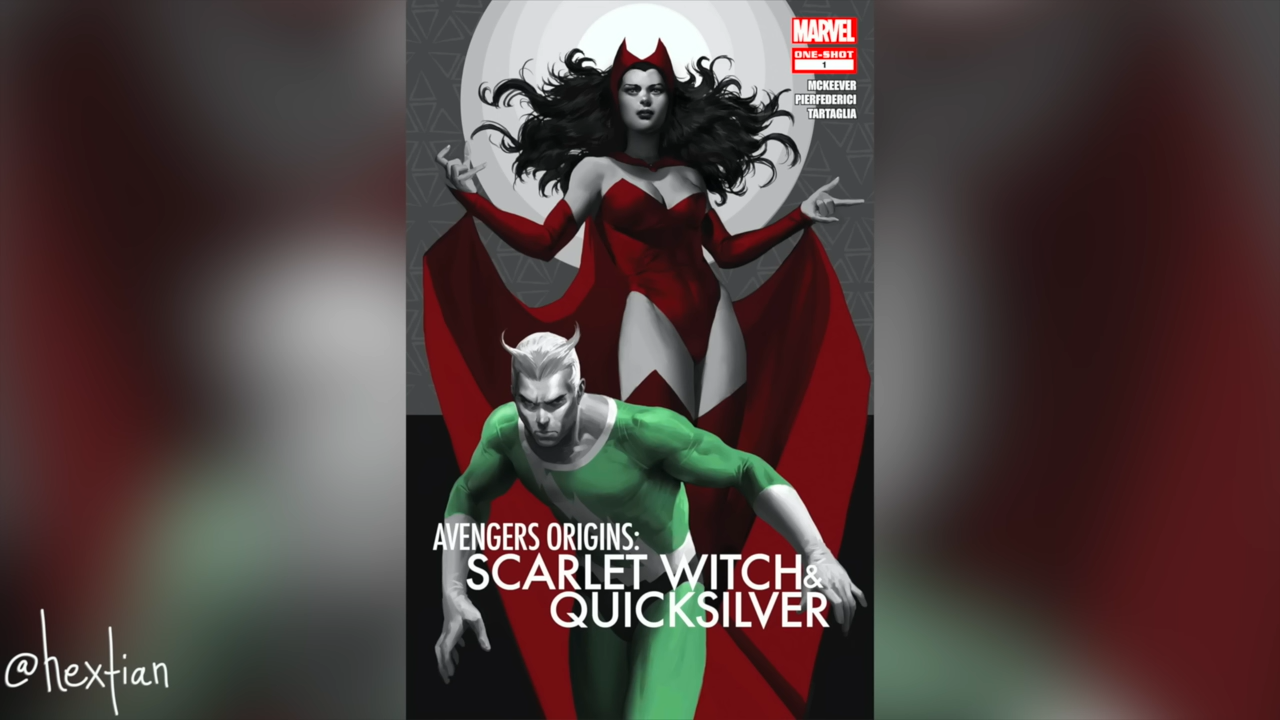 MARVEL
ONE-SHOT
1
MCKEEVER
PIERFEDERICI
TARTAGLIA
AVENGERS ORIGINS:
SCARLET WITCH &
QUICKSILVER
@hextian